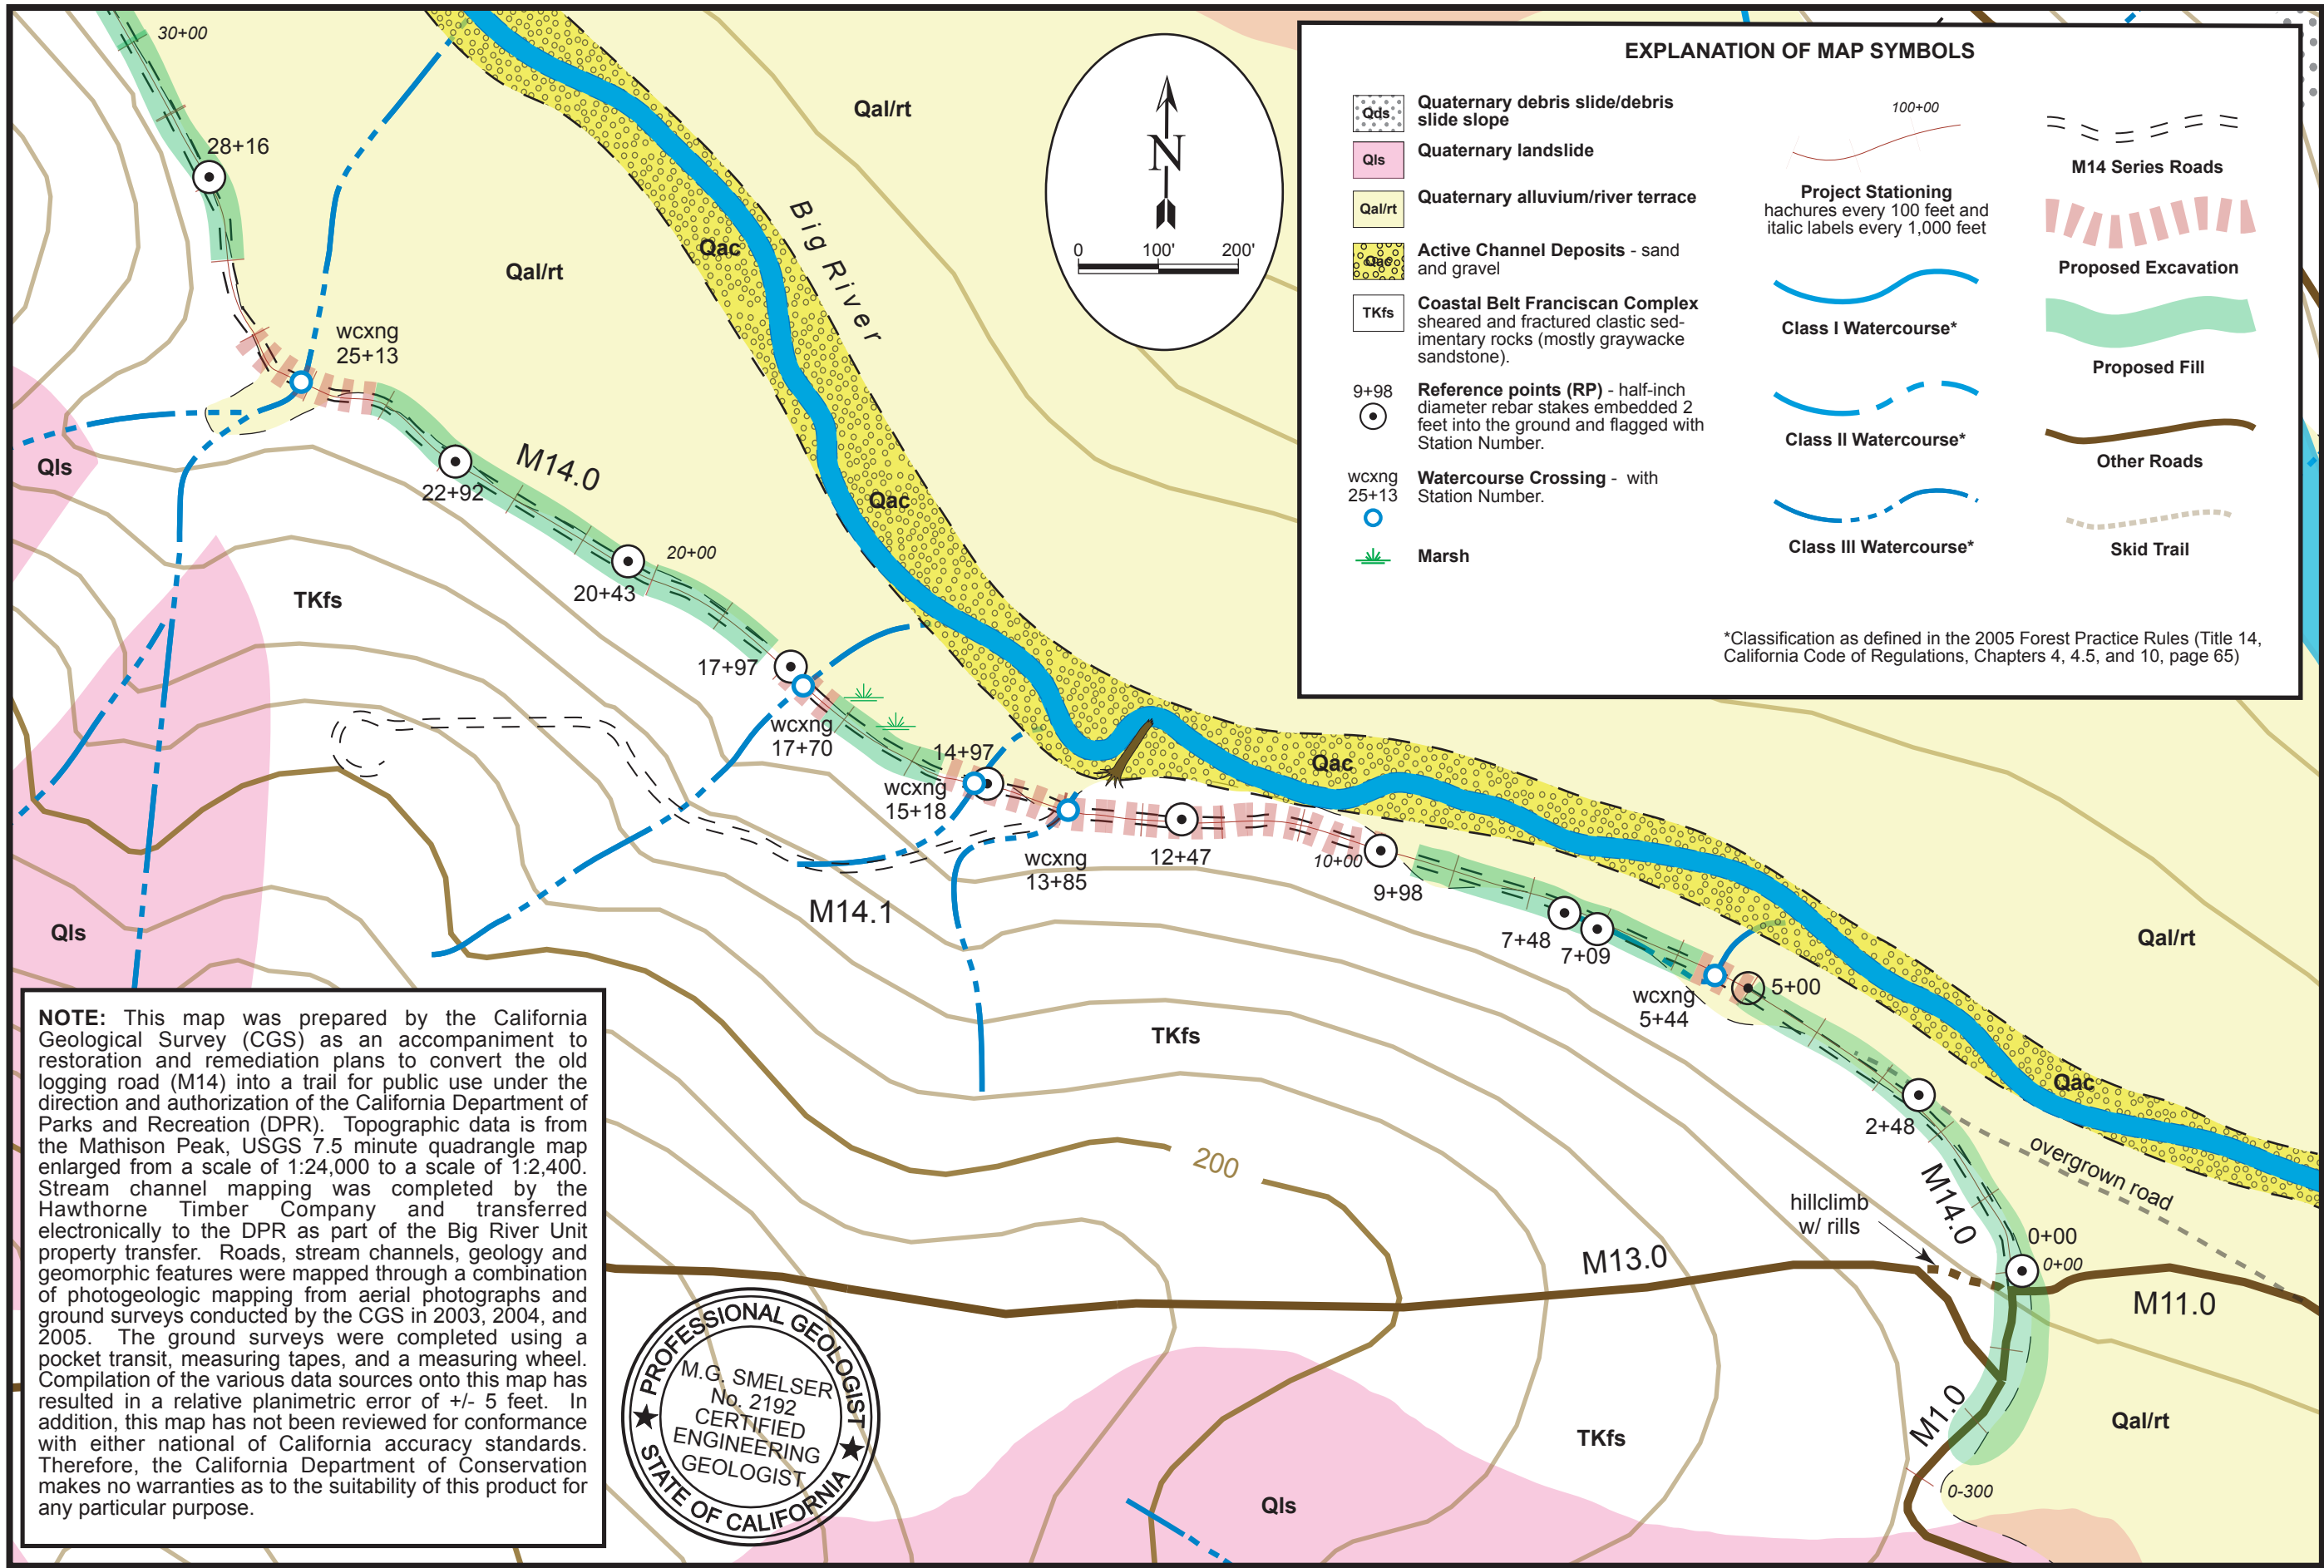 30+00
28+16
wcxng
25+13
22+92
M14.0
20+43
20+00
17+97
wcxng
17+70
14+97
wcxng
15+18
wcxng
13+85
12+47
10+00
9+98
7+48
7+09
wcxng
5+44
5+00
2+48
M14.0
overgrown road
hillclimb
w/ rills
0+00
0+00
M13.0
M11.0
M1.0
0-300
M14.1
200
Big River
Qal/rt
Qal/rt
Qac
Qac
Qac
Qac
Qal/rt
Qal/rt
Qls
Qls
Qls
TKfs
TKfs
TKfs
N
0 100' 200'
EXPLANATION OF MAP SYMBOLS
Qds
Quaternary debris slide/debris
slide slope
Qls
Quaternary landslide
Qal/rt
Quaternary alluvium/river terrace
Qac
Active Channel Deposits - sand
and gravel
TKfs
Coastal Belt Franciscan Complex
sheared and fractured clastic sed-
imentary rocks (mostly graywacke
sandstone).
9+98
Reference points (RP) - half-inch
diameter rebar stakes embedded 2
feet into the ground and flagged with
Station Number.
wcxng
25+13
Watercourse Crossing - with
Station Number.
Marsh
100+00
Project Stationing
hachures every 100 feet and
italic labels every 1,000 feet
Class I Watercourse*
Class II Watercourse*
Class III Watercourse*
M14 Series Roads
Proposed Excavation
Proposed Fill
Other Roads
Skid Trail
*Classification as defined in the 2005 Forest Practice Rules (Title 14,
California Code of Regulations, Chapters 4, 4.5, and 10, page 65)
NOTE: This map was prepared by the California
Geological Survey (CGS) as an accompaniment to
restoration and remediation plans to convert the old
logging road (M14) into a trail for public use under the
direction and authorization of the California Department of
Parks and Recreation (DPR). Topographic data is from
the Mathison Peak, USGS 7.5 minute quadrangle map
enlarged from a scale of 1:24,000 to a scale of 1:2,400.
Stream channel mapping was completed by the
Hawthorne Timber Company and transferred
electronically to the DPR as part of the Big River Unit
property transfer. Roads, stream channels, geology and
geomorphic features were mapped through a combination
of photogeologic mapping from aerial photographs and
ground surveys conducted by the CGS in 2003, 2004, and
2005. The ground surveys were completed using a
pocket transit, measuring tapes, and a measuring wheel.
Compilation of the various data sources onto this map has
resulted in a relative planimetric error of +/- 5 feet. In
addition, this map has not been reviewed for conformance
with either national of California accuracy standards.
Therefore, the California Department of Conservation
makes no warranties as to the suitability of this product for
any particular purpose.
PROFESSIONAL GEOLOGIST
M.G. SMELSER
No. 2192
CERTIFIED
ENGINEERING
GEOLOGIST
STATE OF CALIFORNIA